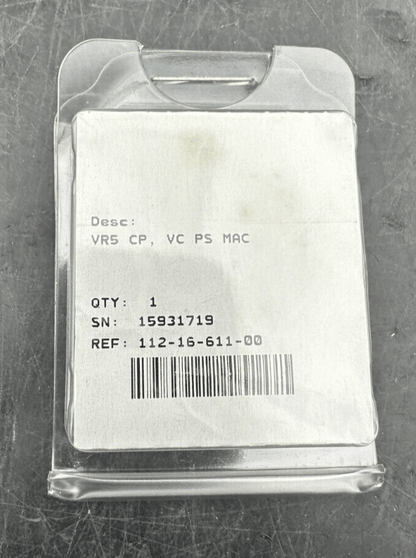 Desc:
VR5 CP, VC PS MAC
QTY: 1
SN: 15931719
REF: 112-16-611-00